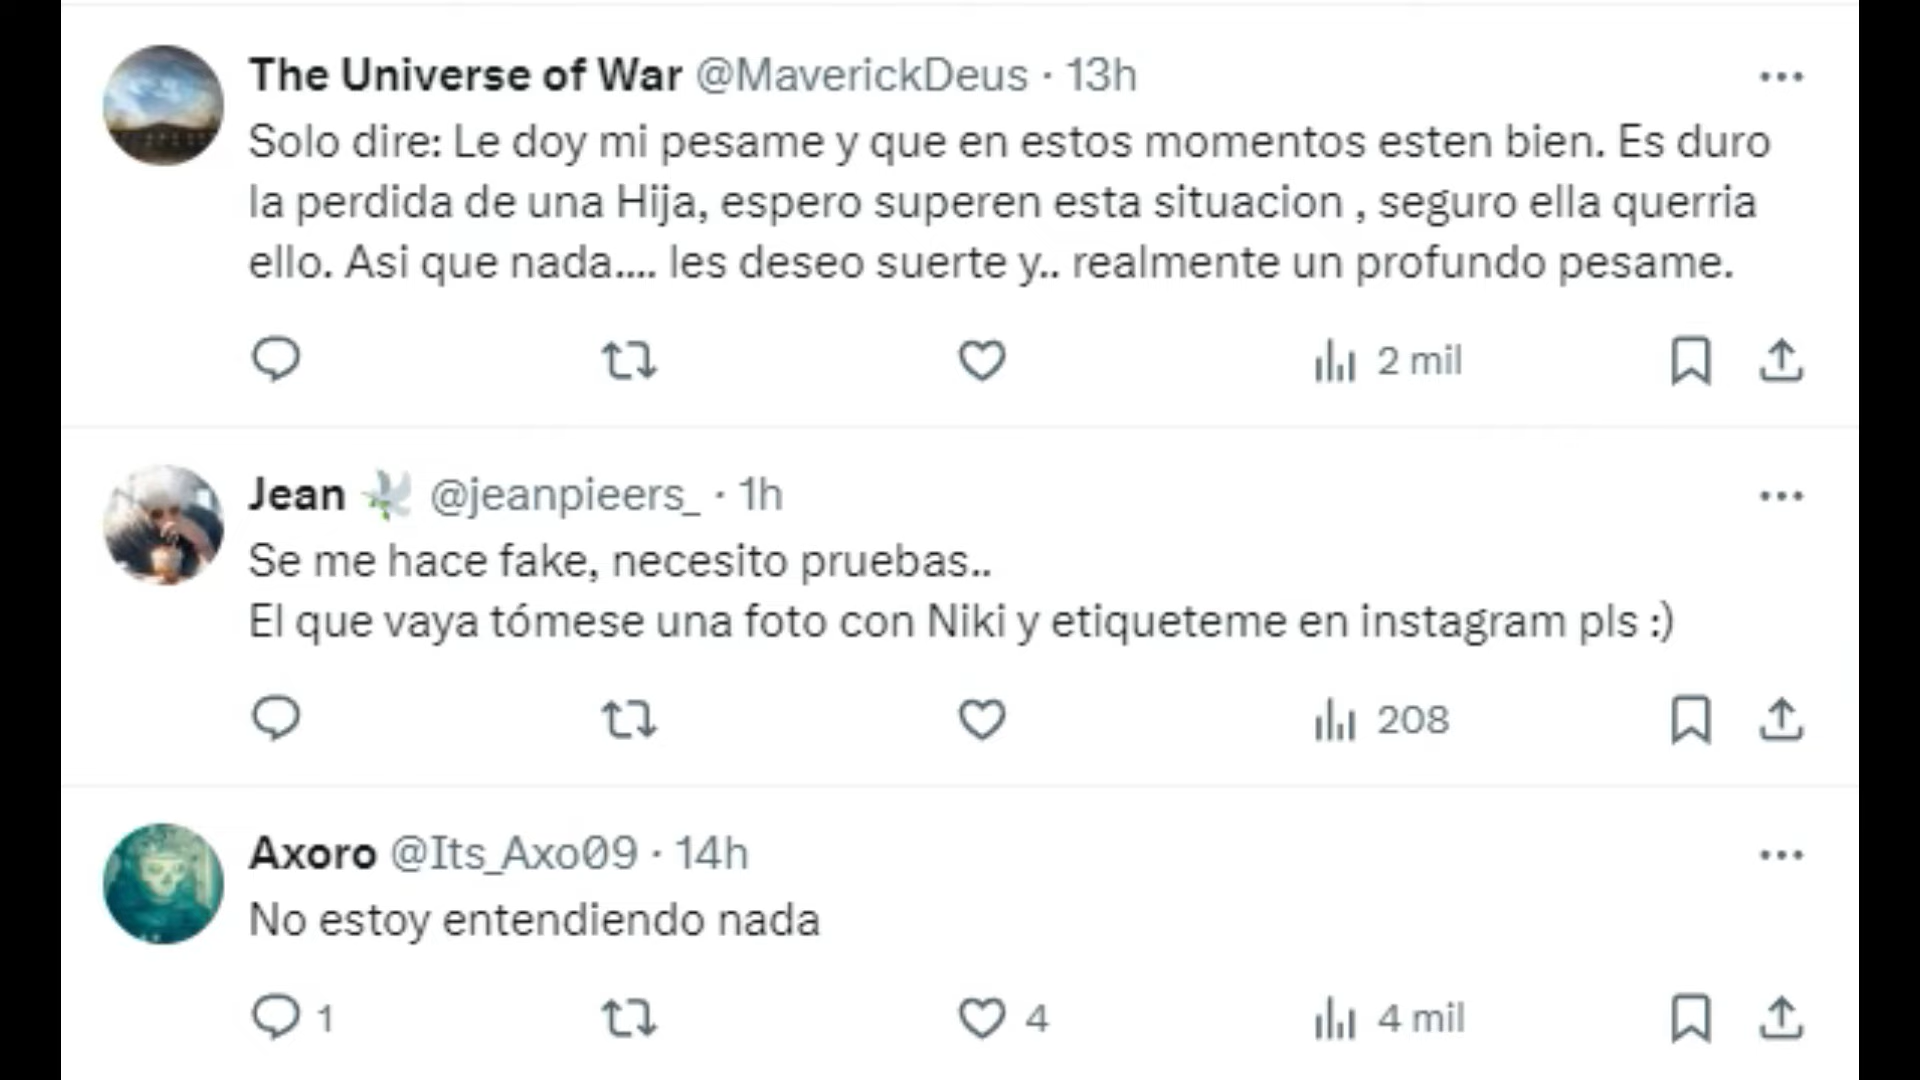 The Universe of War @MaverickDeus · 13h
Solo dire: Le doy mi pesame y que en estos momentos esten bien. Es duro
la perdida de una Hija, espero superen esta situacion , seguro ella querria
ello. Asi que nada.... les deseo suerte y.. realmente un profundo pesame.
2 mil
Jean 🕊️ @jeanpieers_ · 1h
Se me hace fake, necesito pruebas..
El que vaya tómese una foto con Niki y etiqueteme en instagram pls :)
208
Axoro @Its_Axo09 · 14h
No estoy entendiendo nada
1 4 4 mil